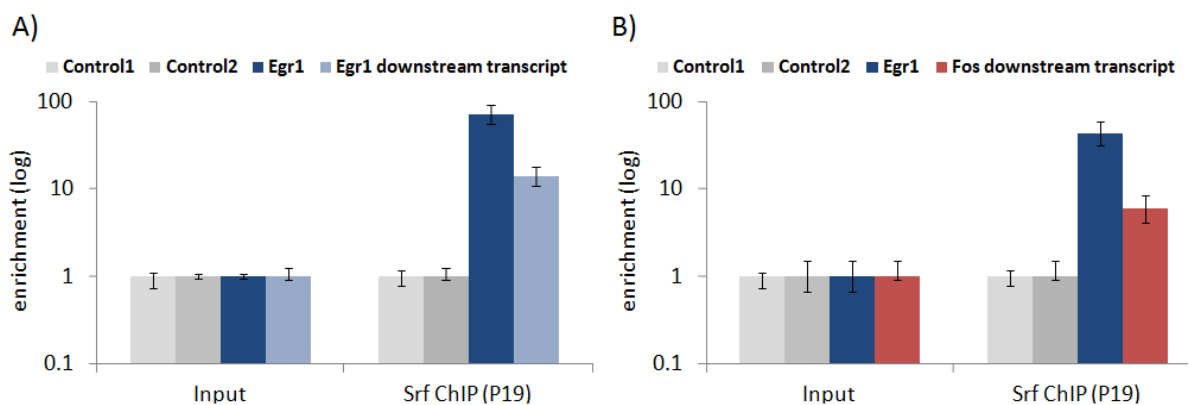 A)
Control1 Control2 Egr1 Egr1 downstream transcript
enrichment (log)
100
10
1
0.1
Input Srf ChIP (P19)
B)
Control1 Control2 Egr1 Fos downstream transcript
enrichment (log)
100
10
1
0.1
Input Srf ChIP (P19)